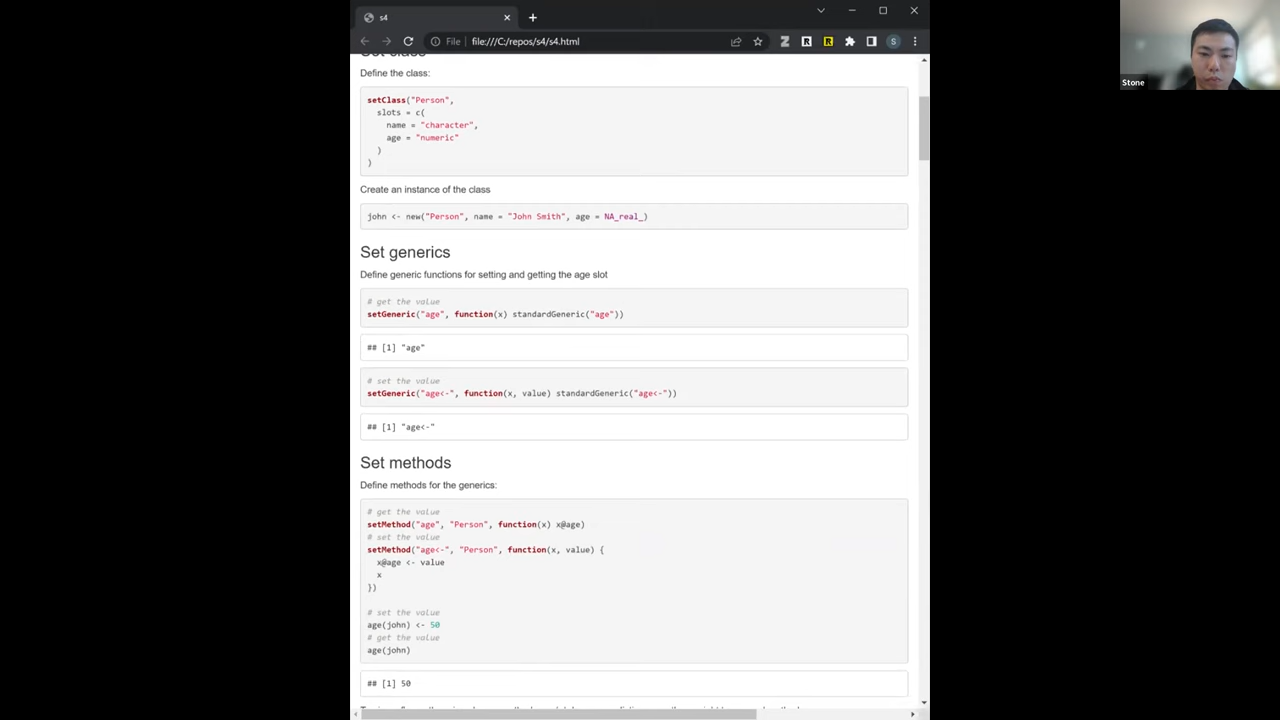 s4
File
file:///C:/repos/s4/s4.html
S
Stone
Set class
Define the class:
setClass("Person",
slots = c(
name = "character",
age = "numeric"
)
)
Create an instance of the class
john <- new("Person", name = "John Smith", age = NA_real_)
Set generics
Define generic functions for setting and getting the age slot
# get the value
setGeneric("age", function(x) standardGeneric("age"))
## [1] "age"
# set the value
setGeneric("age<-", function(x, value) standardGeneric("age<-"))
## [1] "age<-"
Set methods
Define methods for the generics:
# get the value
setMethod("age", "Person", function(x) x@age)
# set the value
setMethod("age<-", "Person", function(x, value) {
x@age <- value
x
})
# set the value
age(john) <- 50
# get the value
age(john)
## [1] 50